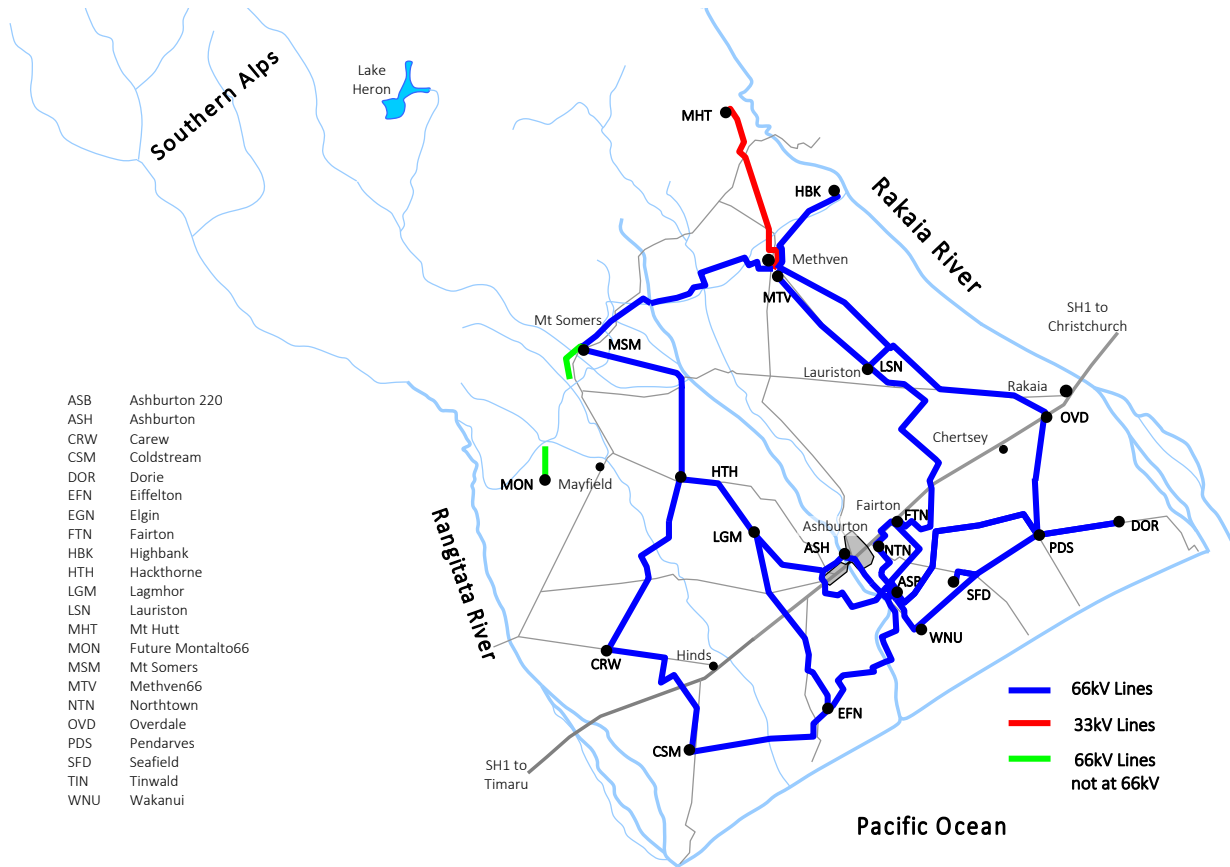 Southern Alps
Lake
Heron
MHT
HBK
Rakaia River
Methven
MTV
SH1 to
Christchurch
Mt Somers
MSM
LSN
Lauriston
Rakaia
OVD
Chertsey
HTH
MON
Mayfield
Rangitata River
Fairton
FTN
Ashburton
LGM
ASH
NTN
DOR
PDS
ASB
SFD
WNU
CRW
Hinds
EFN
CSM
SH1 to
Timaru
Pacific Ocean
ASB Ashburton 220
ASH Ashburton
CRW Carew
CSM Coldstream
DOR Dorie
EFN Eiffelton
EGN Elgin
FTN Fairton
HBK Highbank
HTH Hackthorne
LGM Lagmhor
LSN Lauriston
MHT Mt Hutt
MON Future Montalto66
MSM Mt Somers
MTV Methven66
NTN Northtown
OVD Overdale
PDS Pendarves
SFD Seafield
TIN Tinwald
WNU Wakanui
66kV Lines
33kV Lines
66kV Lines
not at 66kV